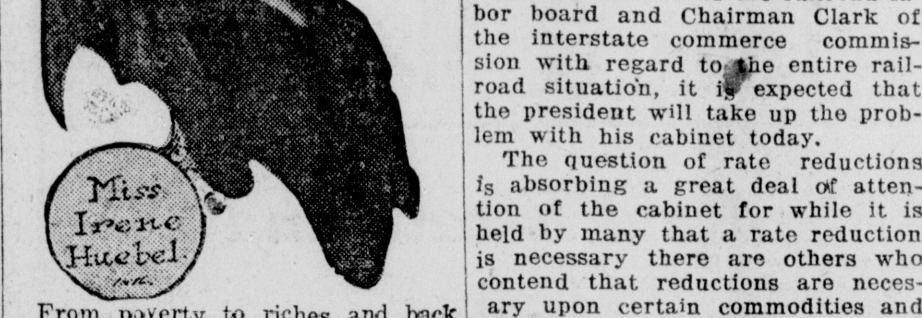 Miss
Irene
Huebel.
From poverty to riches and back
bor board and Chairman Clark of
the interstate commerce commis-
sion with regard to the entire rail-
road situation, it is expected that
the president will take up the prob-
lem with his cabinet today.
The question of rate reductions
is absorbing a great deal of atten-
tion of the cabinet for while it is
held by many that a rate reduction
is necessary there are others who
contend that reductions are neces-
ary upon certain commodities and